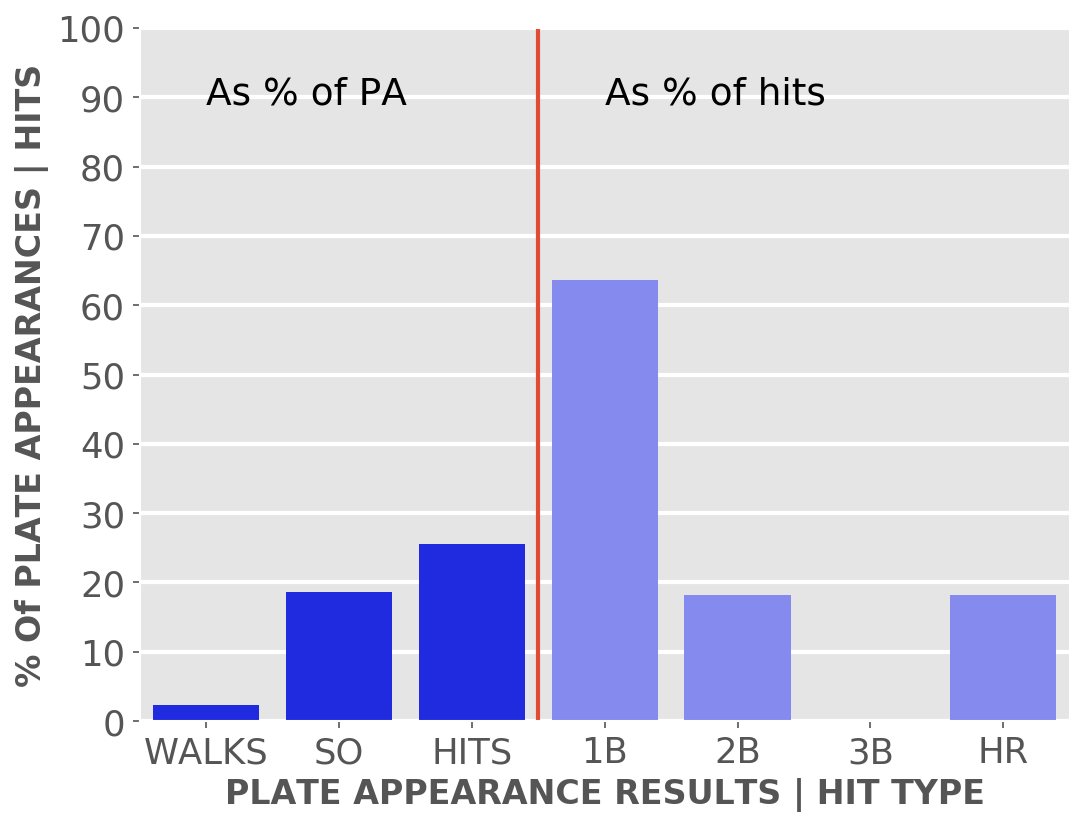 % Of PLATE APPEARANCES | HITS
100
90
80
70
60
50
40
30
20
10
0
As % of PA
As % of hits
WALKS SO HITS 1B 2B 3B HR
PLATE APPEARANCE RESULTS | HIT TYPE